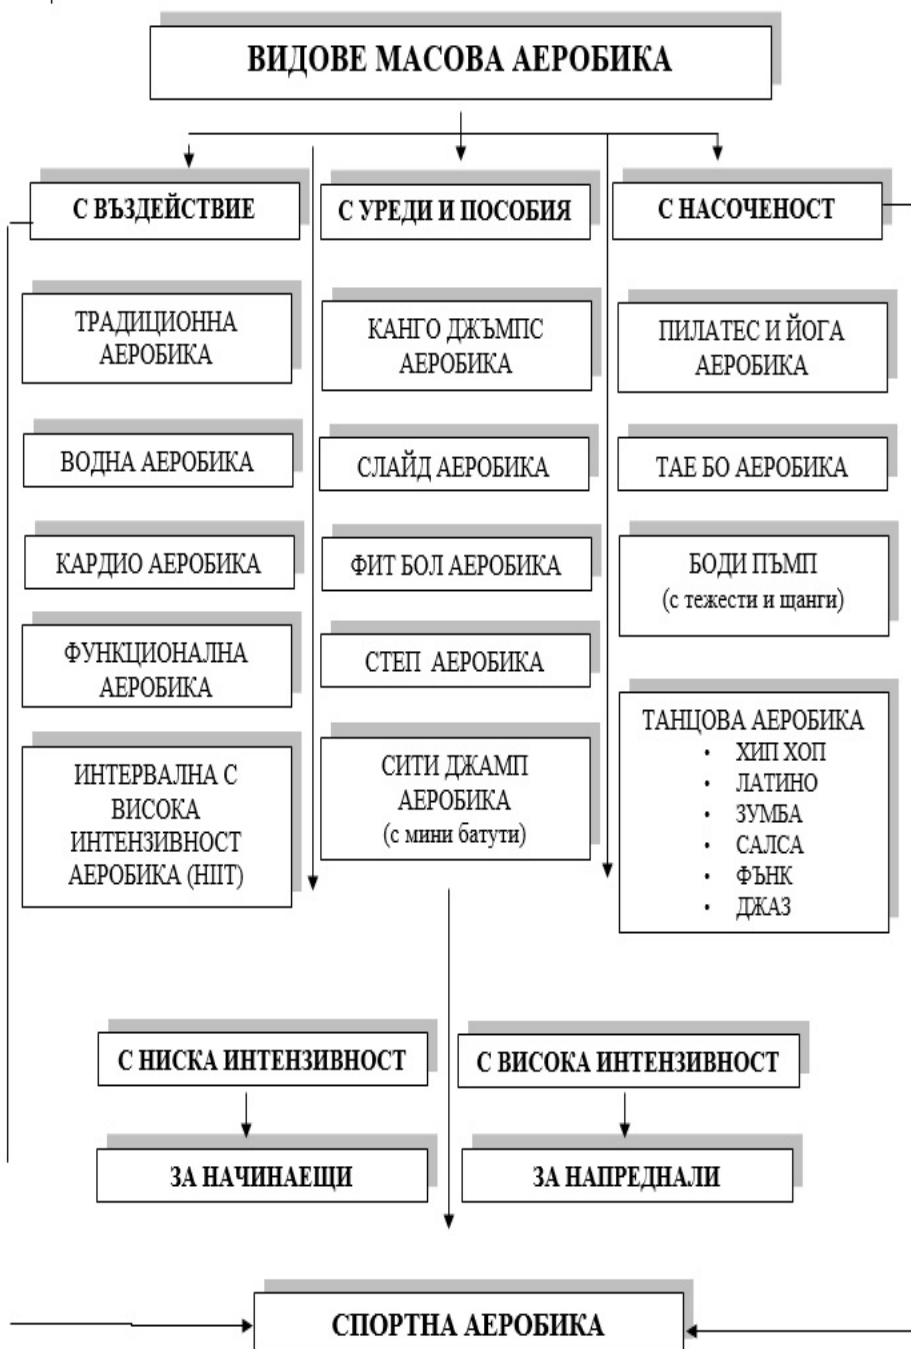 ВИДОВЕ МАСОВА АЕРОБИКА
С ВЪЗДЕЙСТВИЕ
ТРАДИЦИОННА
АЕРОБИКА
ВОДНА АЕРОБИКА
КАРДИО АЕРОБИКА
ФУНКЦИОНАЛНА
АЕРОБИКА
ИНТЕРВАЛНА С
ВИСОКА
ИНТЕНЗИВНОСТ
АЕРОБИКА (HIIT)
С УРЕДИ И ПОСОБИЯ
КАНГО ДЖЪМПС
АЕРОБИКА
СЛАЙД АЕРОБИКА
ФИТ БОЛ АЕРОБИКА
СТЕП АЕРОБИКА
СИТИ ДЖАМП
АЕРОБИКА
(с мини батути)
С НАСОЧЕНОСТ
ПИЛАТЕС И ЙОГА
АЕРОБИКА
ТАЕ БО АЕРОБИКА
БОДИ ПЪМП
(с тежести и щанги)
ТАНЦОВА АЕРОБИКА
• ХИП ХОП
• ЛАТИНО
• ЗУМБА
• САЛСА
• ФЪНК
• ДЖАЗ
С НИСКА ИНТЕНЗИВНОСТ
ЗА НАЧИНАЕЩИ
С ВИСОКА ИНТЕНЗИВНОСТ
ЗА НАПРЕДНАЛИ
СПОРТНА АЕРОБИКА